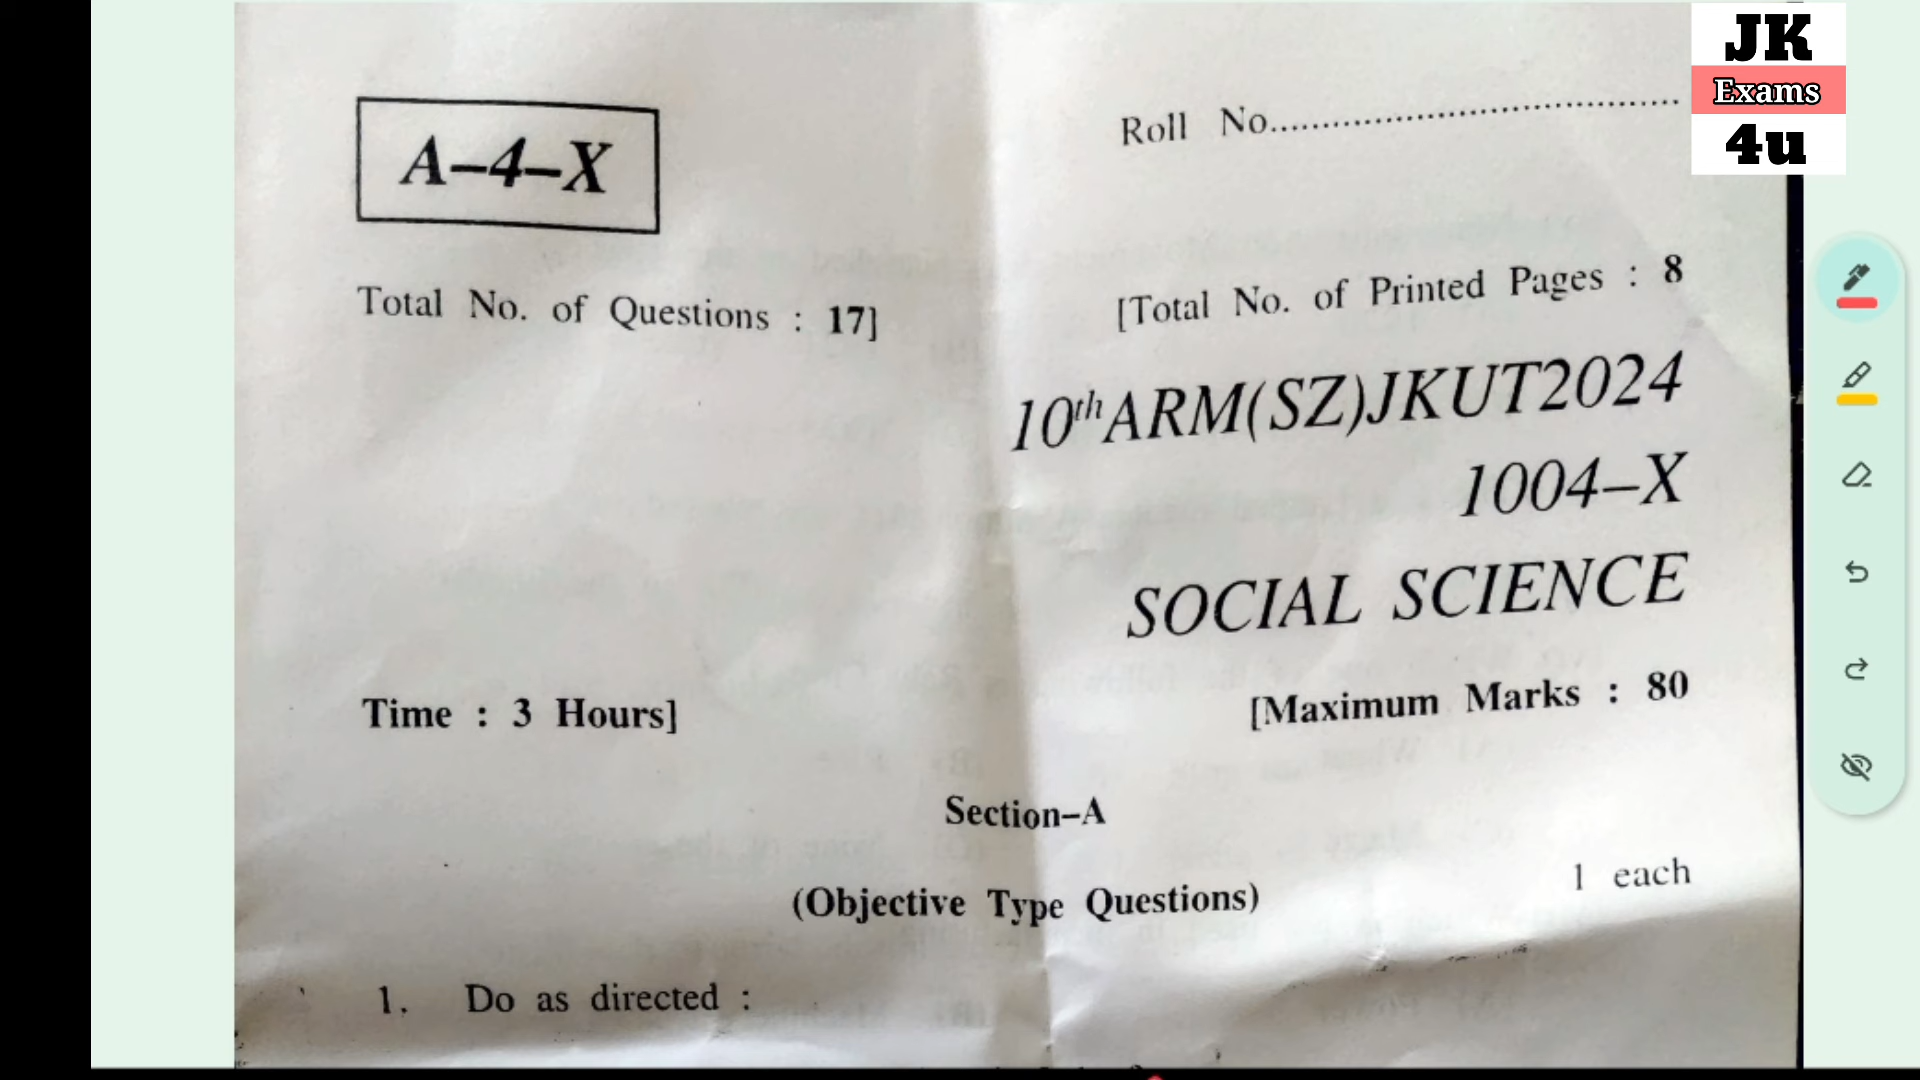 JK
Exams
4u
A–4–X
Roll No.......................................
Total No. of Questions : 17]
[Total No. of Printed Pages : 8
10thARM(SZ)JKUT2024
1004–X
SOCIAL SCIENCE
Time : 3 Hours]
[Maximum Marks : 80
Section–A
(Objective Type Questions)
1 each
1. Do as directed :